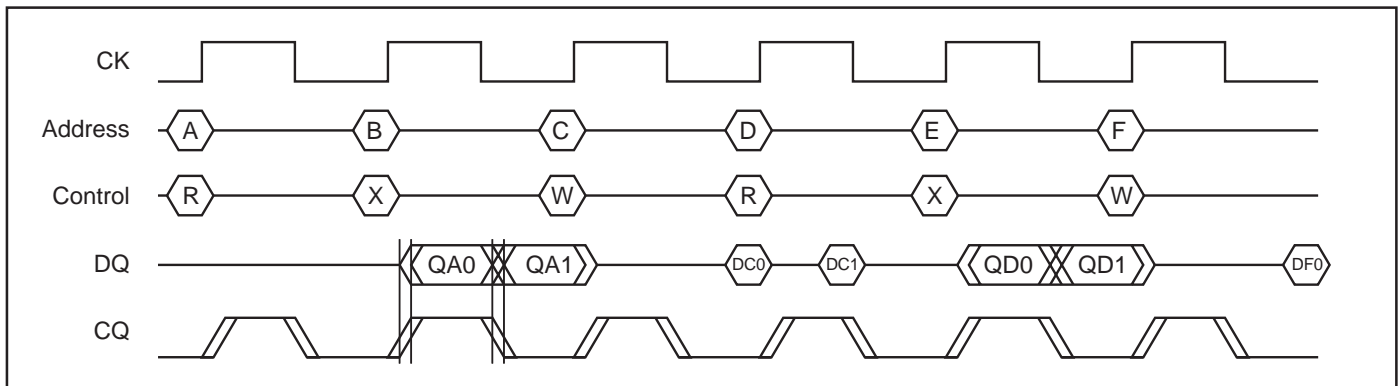 CK
Address A B C D E F
Control R X W R X W
DQ QA0 QA1 DC0 DC1 QD0 QD1 DF0
CQ